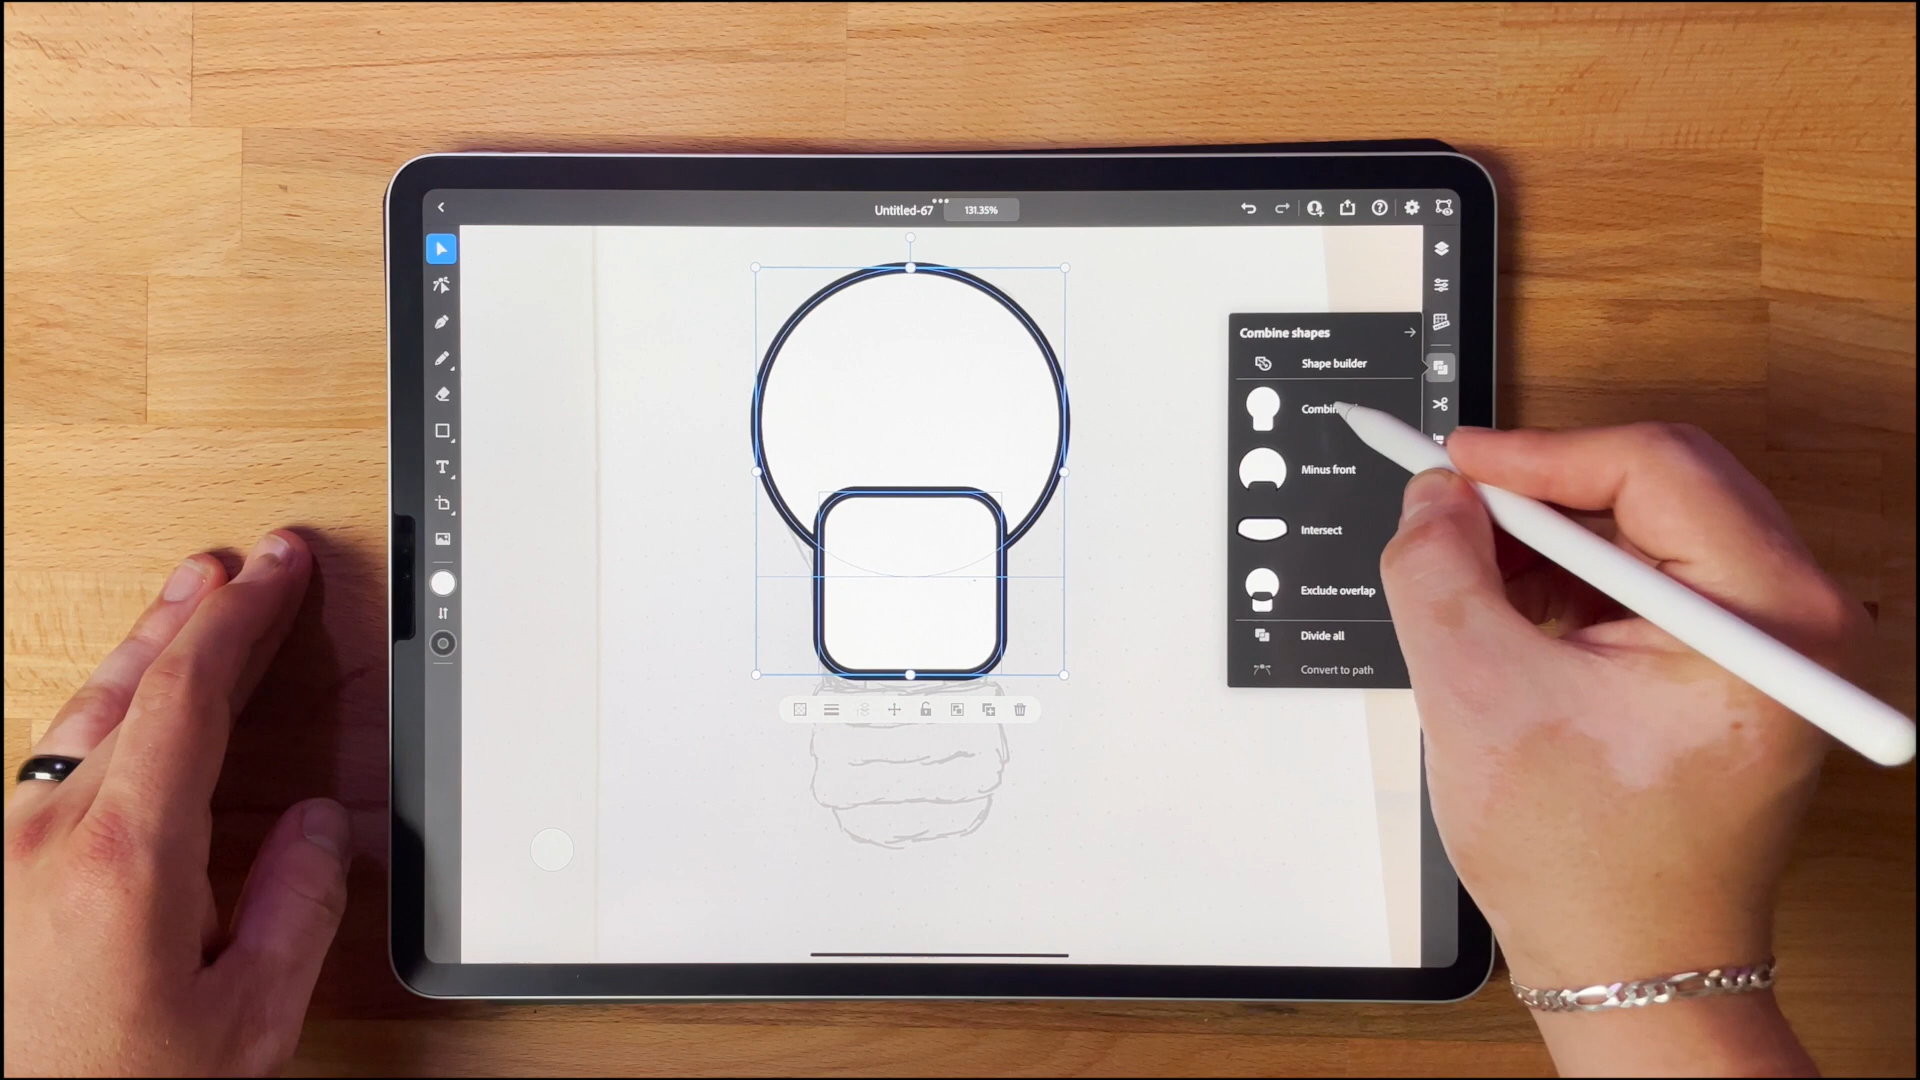 Untitled-67
131.35%
Combine shapes
Shape builder
Minus front
Intersect
Exclude overlap
Divide all
Convert to path
T